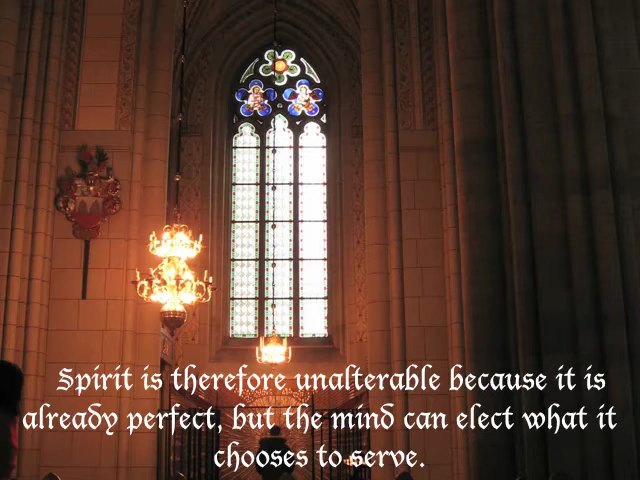 Spirit is therefore unalterable because it is
already perfect, but the mind can elect what it
chooses to serve.